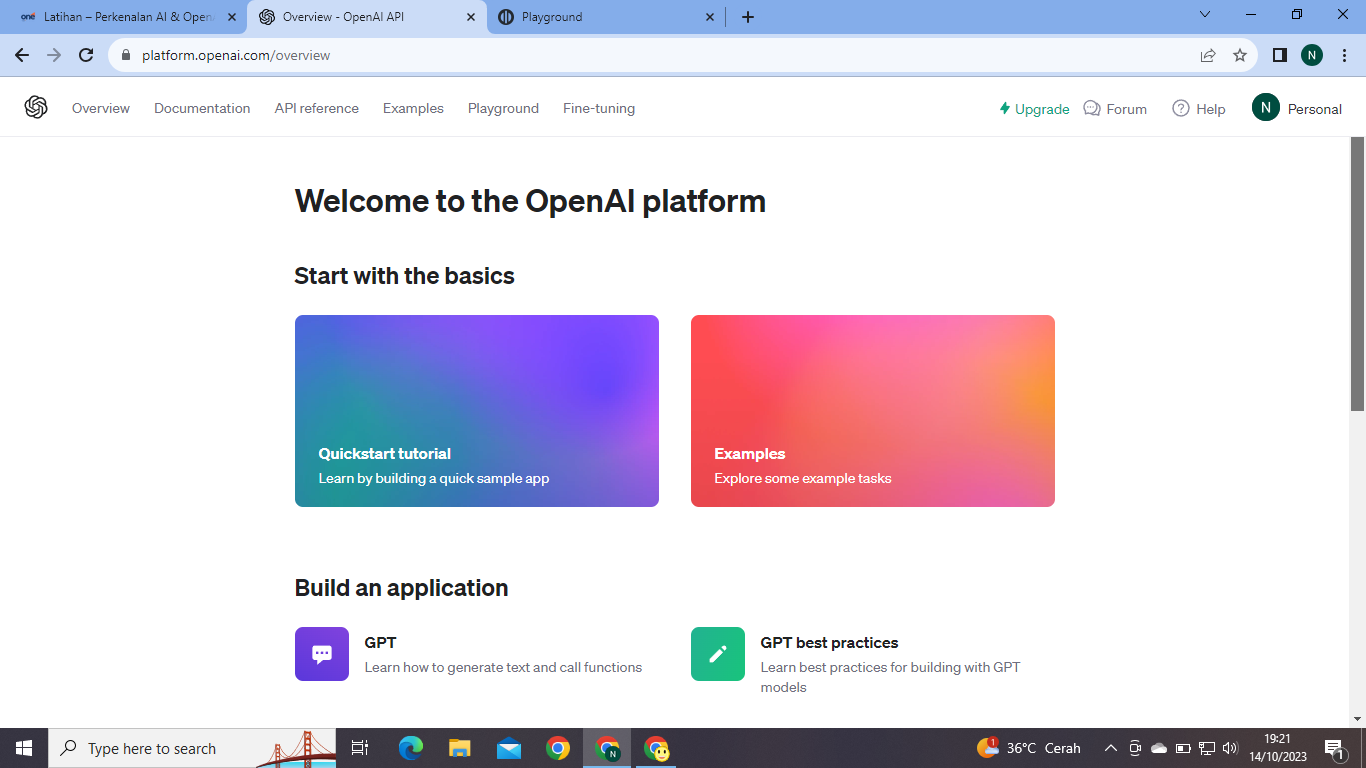 one Latihan – Perkenalan AI & Open
Overview - OpenAI API
Playground
platform.openai.com/overview
N
Overview
Documentation
API reference
Examples
Playground
Fine-tuning
Upgrade
Forum
Help
N
Personal
Welcome to the OpenAI platform
Start with the basics
Quickstart tutorial
Learn by building a quick sample app
Examples
Explore some example tasks
Build an application
GPT
Learn how to generate text and call functions
GPT best practices
Learn best practices for building with GPT
models
Type here to search
N
1
36°C Cerah
19:21
14/10/2023
1